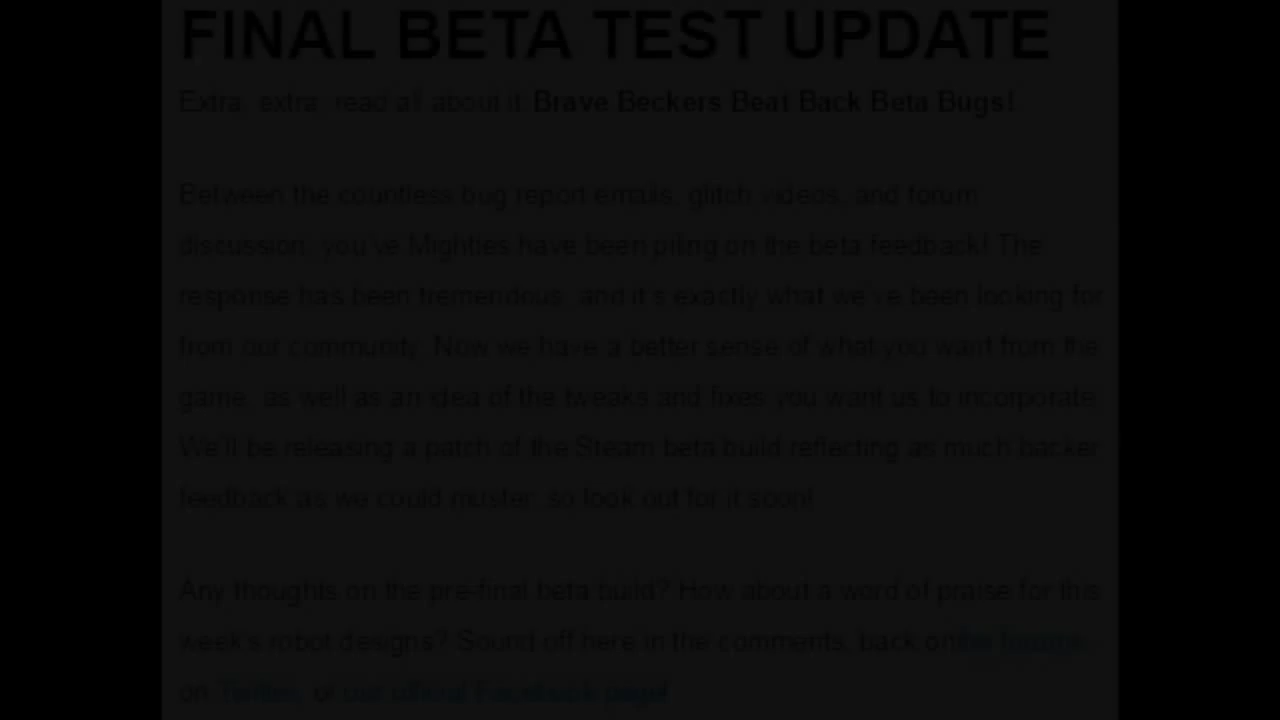 FINAL BETA TEST UPDATE
Extra, extra, read all about it: Brave Beckers Beat Back Beta Bugs!
Between the countless bug report emails, glitch videos, and forum
discussion, you've Mighties have been piling on the beta feedback! The
response has been tremendous, and it's exactly what we've been looking for
from our community. Now we have a better sense of what you want from the
game, as well as an idea of the tweaks and fixes you want us to incorporate.
We'll be releasing a patch of the Steam beta build reflecting as much backer
feedback as we could muster, so look out for it soon!
Any thoughts on the pre-final beta build? How about a word of praise for this
week's robot designs? Sound off here in the comments, back on the forums,
on Twitter, or our official Facebook page!